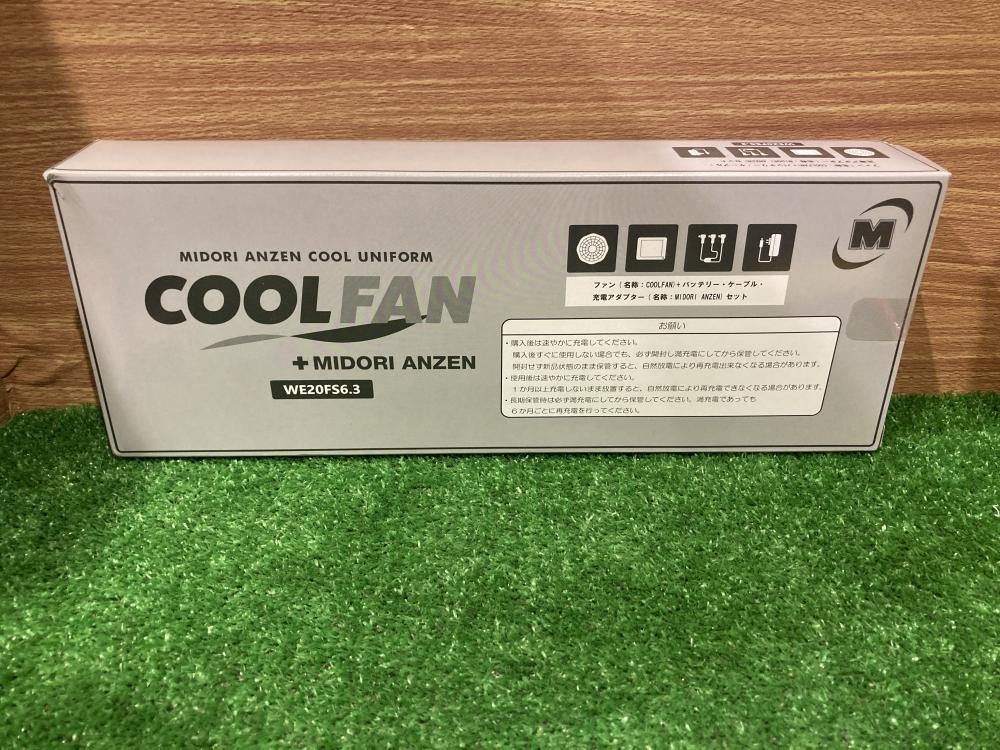 WE20FS6.3
MIDORI ANZEN COOL UNIFORM
COOLFAN
+MIDORI ANZEN
WE20FS6.3
M
ファン(名称:COOLFAN)+バッテリー・ケーブル・
充電アダプター(名称:MIDORI ANZEN)セット
お願い
・購入後は速やかに充電してください。
購入後すぐに使用しない場合でも、必ず開封し満充電にしてから保管してください。
開封せず新品状態のまま保管すると、自然放電により再充電出来なくなる場合があります。
・使用後は速やかに充電してください。
1か月以上充電しないまま放置すると、自然放電により再充電できなくなる場合があります。
・長期保管時は必ず満充電にしてから保管してください。満充電であっても
6か月ごとに再充電を行ってください。